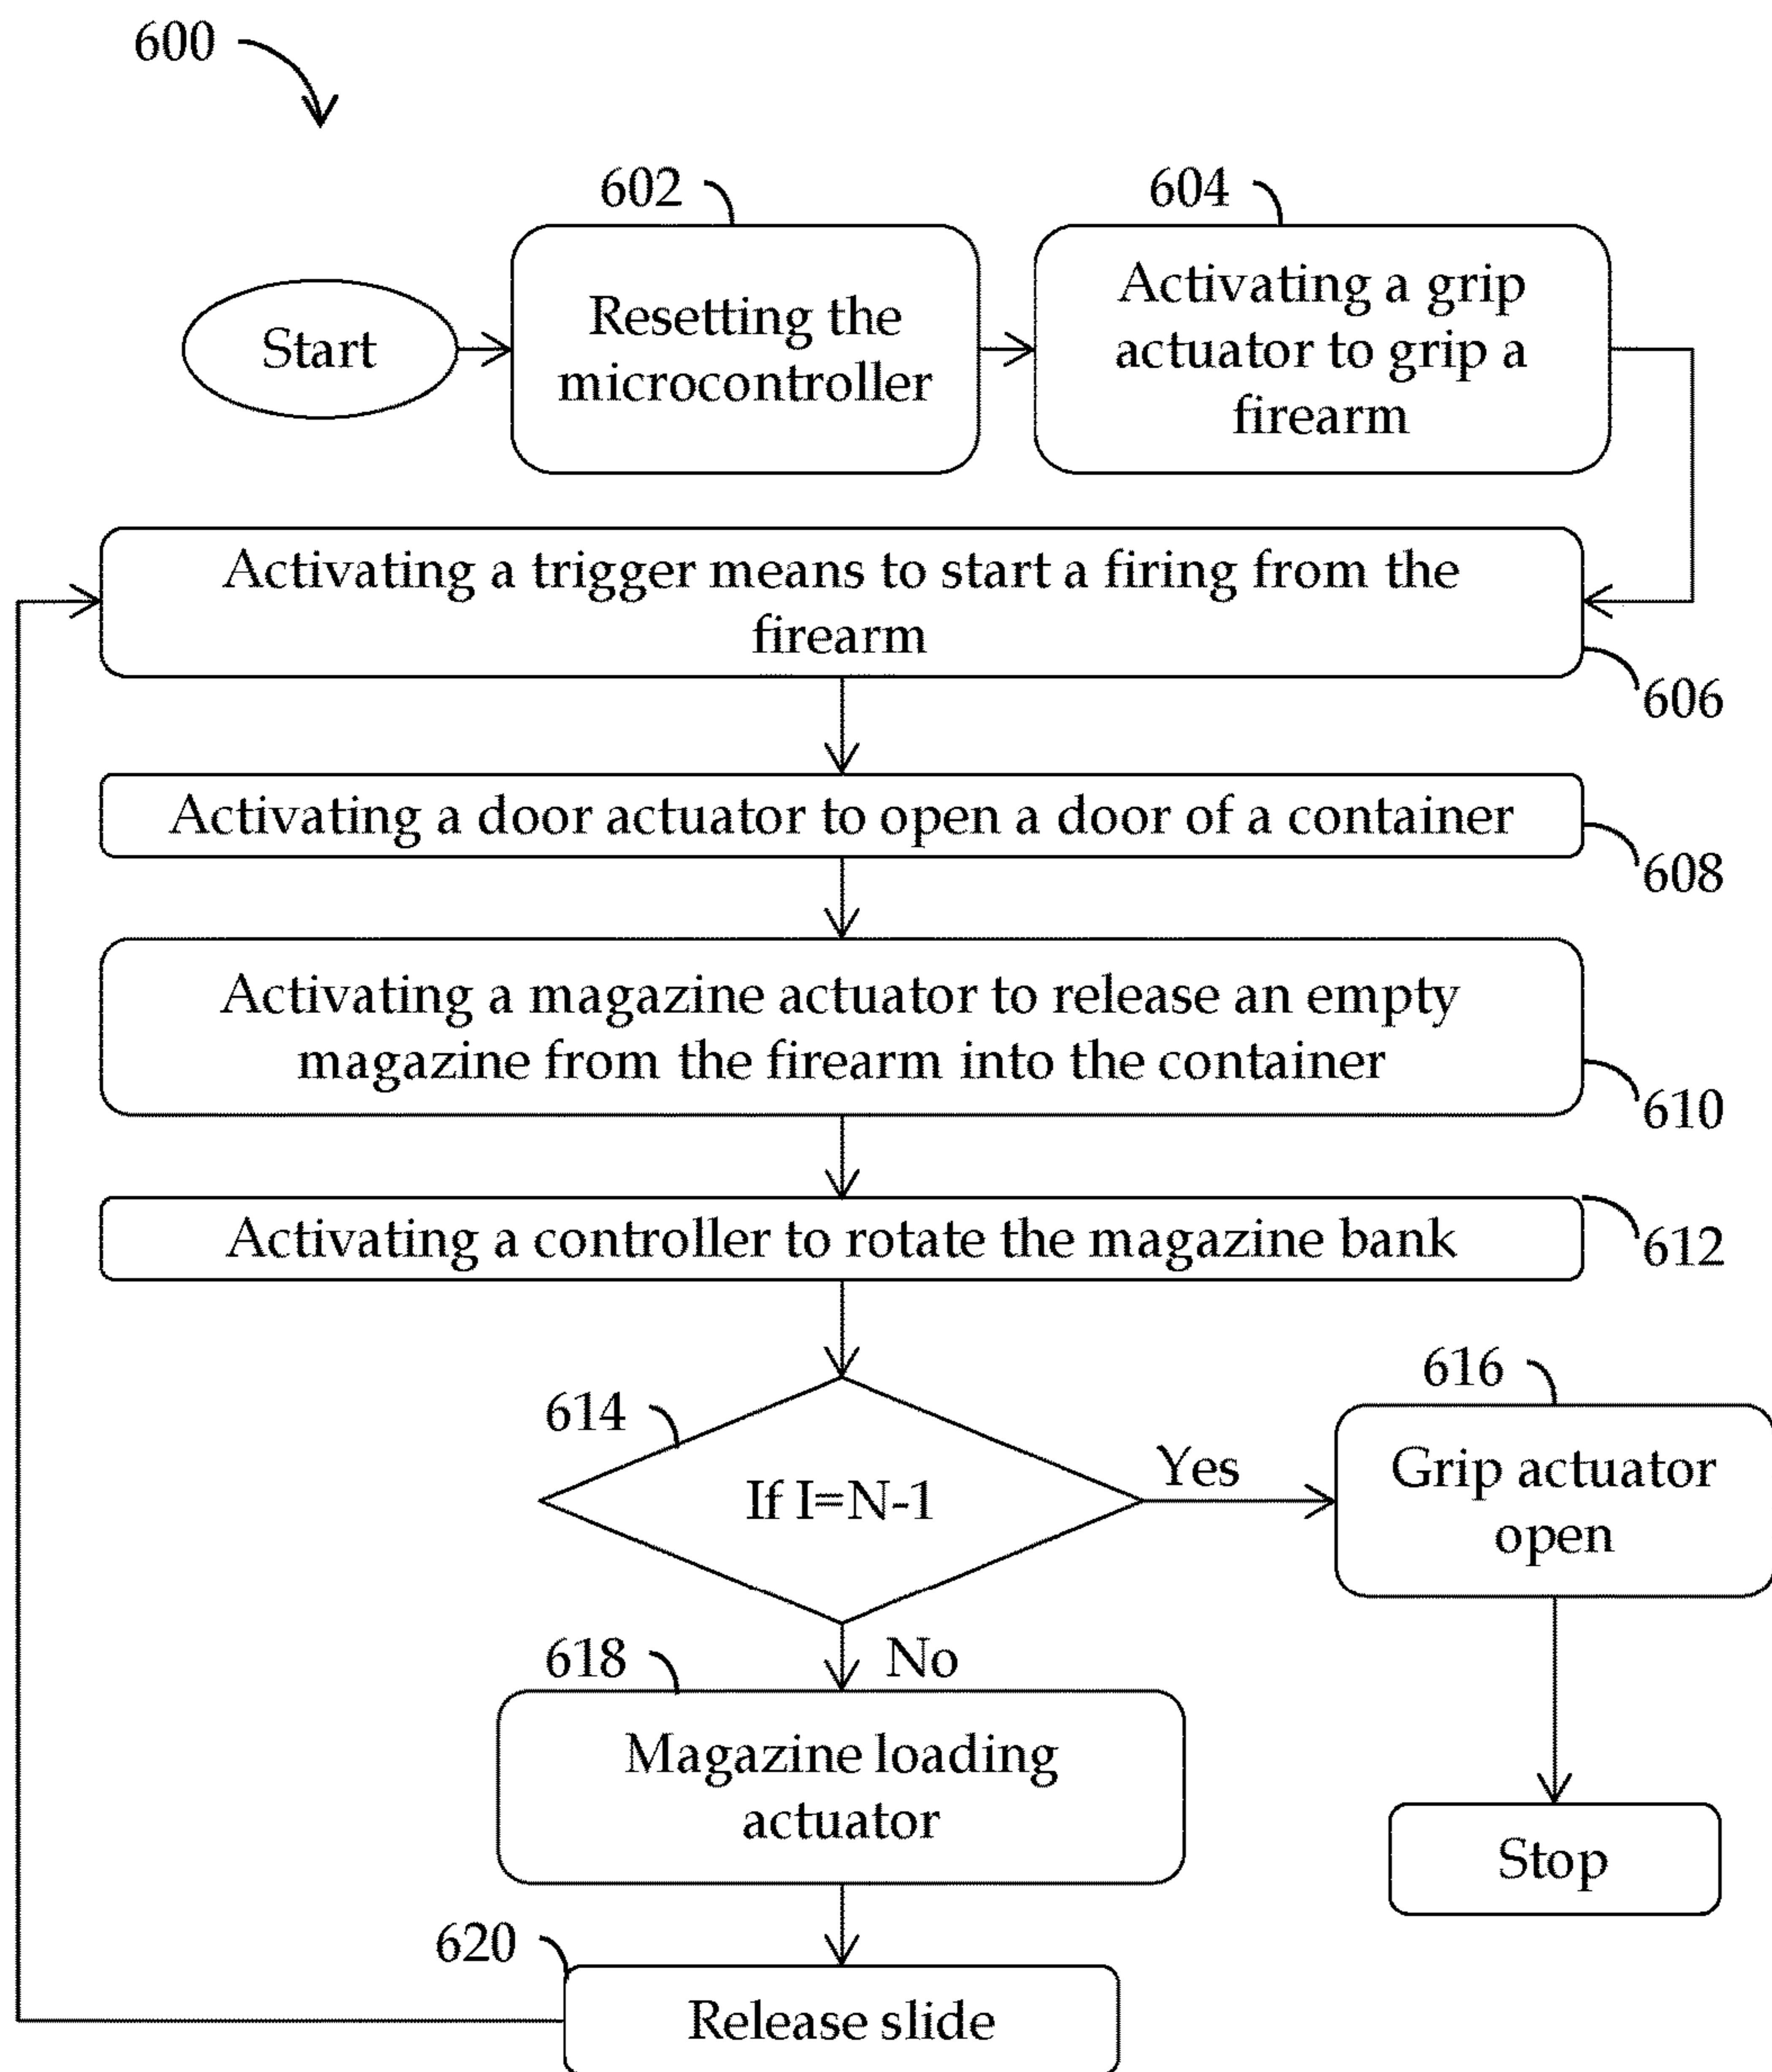 600
602
604
Start
Resetting the
microcontroller
Activating a grip
actuator to grip a
firearm
Activating a trigger means to start a firing from the
firearm
606
Activating a door actuator to open a door of a container
608
Activating a magazine actuator to release an empty
magazine from the firearm into the container
610
Activating a controller to rotate the magazine bank
612
614
If I=N-1
Yes
616
Grip actuator
open
No
618
Magazine loading
actuator
Stop
620
Release slide